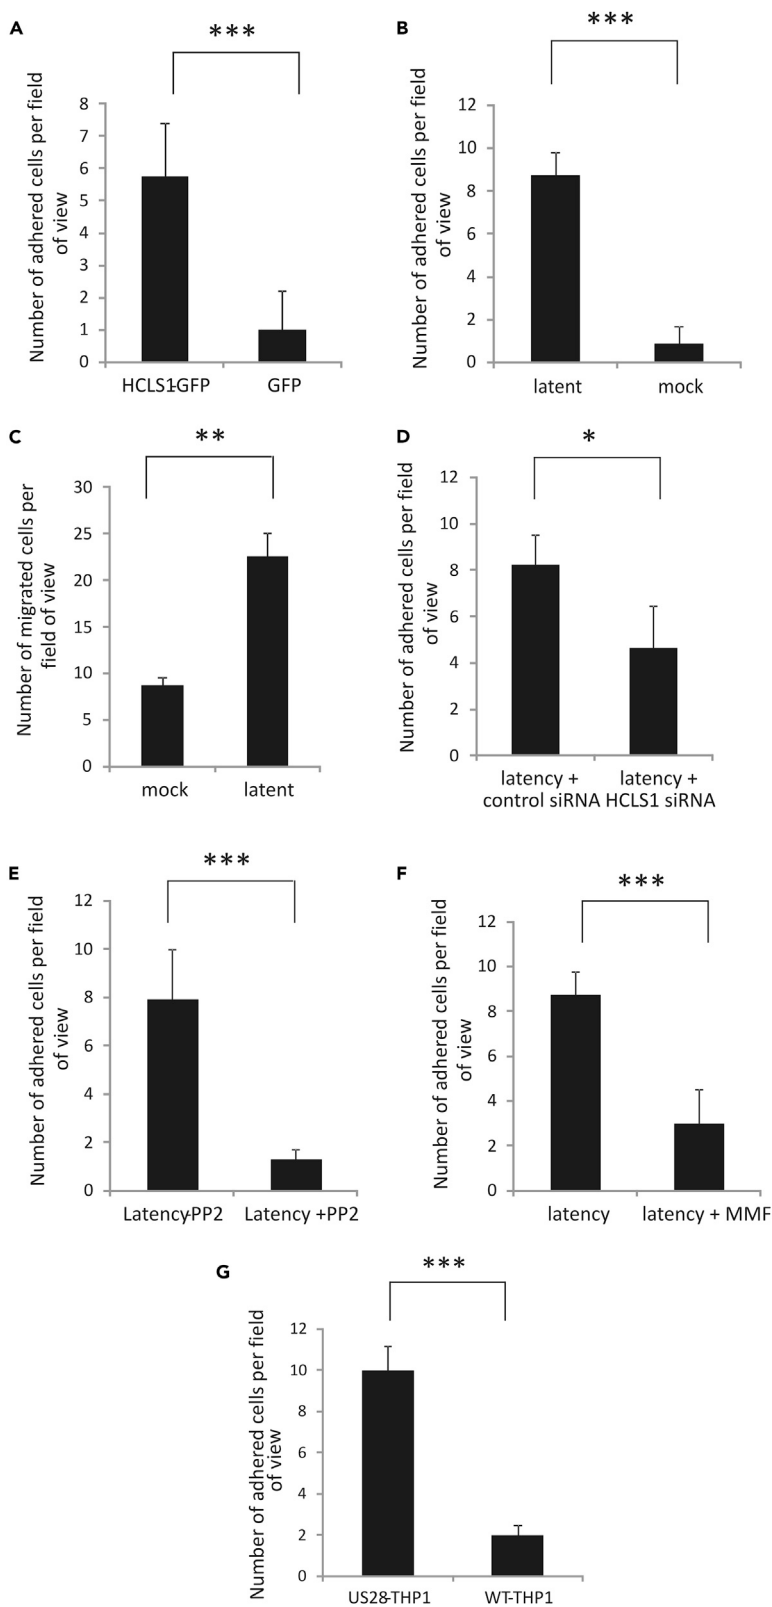 A
***
Number of adhered cells per field
of view
8
7
6
5
4
3
2
1
0
HCLS1-GFP GFP
B
***
Number of adhered cells per field
of view
12
10
8
6
4
2
0
latent mock
C
**
Number of migrated cells per
field of view
30
25
20
15
10
5
0
mock latent
D
*
Number of adhered cells per field
of view
12
10
8
6
4
2
0
latency + latency +
control siRNA HCLS1 siRNA
E
***
Number of adhered cells per field
of view
12
10
8
6
4
2
0
Latency-PP2 Latency +PP2
F
***
Number of adhered cells per field
of view
12
10
8
6
4
2
0
latency latency + MMF
G
***
Number of adhered cells per field
of view
12
10
8
6
4
2
0
US28-THP1 WT-THP1